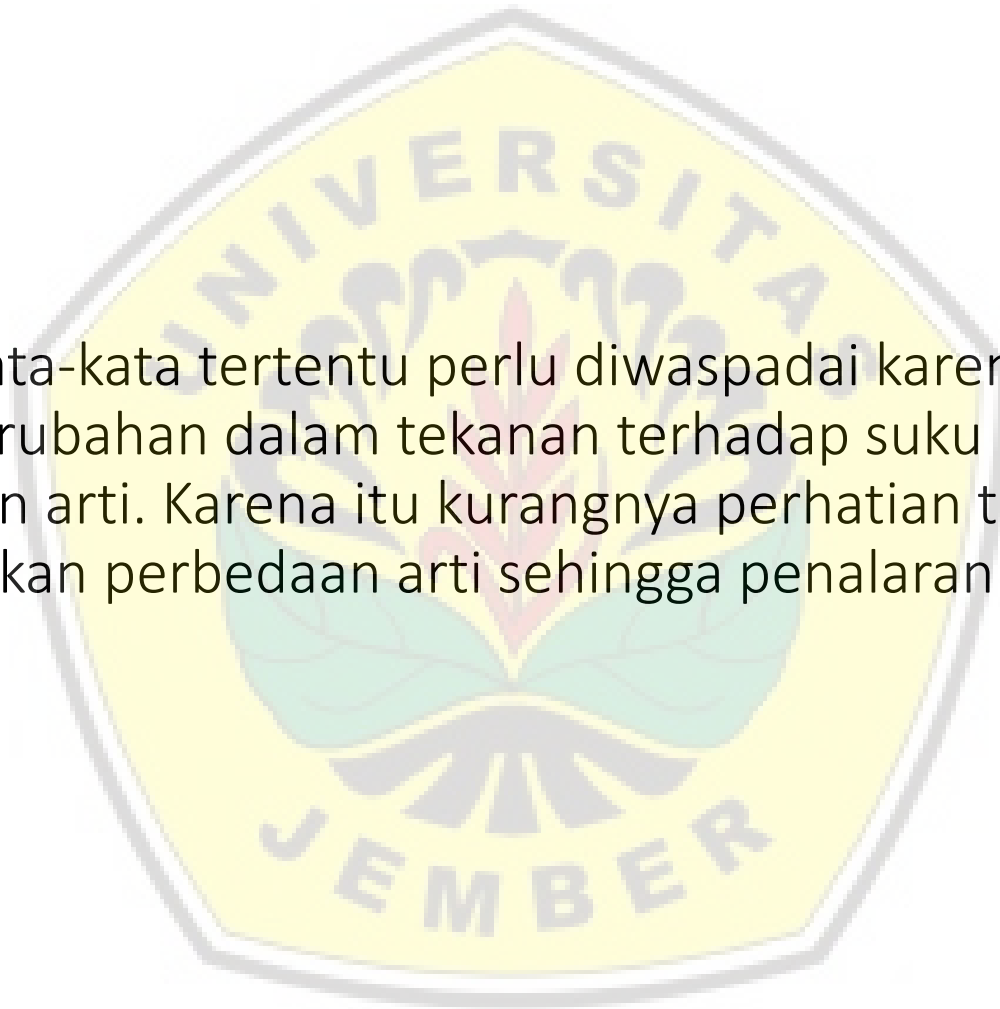 UNIVERSITAS
ata-kata tertentu perlu diwaspadai karen
rubahan dalam tekanan terhadap suku
n arti. Karena itu kurangnya perhatian t
kan perbedaan arti sehingga penalaran
JEMBER